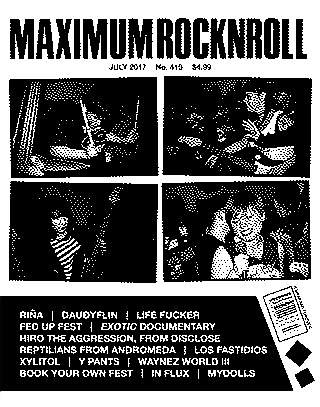 MAXIMUMROCKNROLL
JULY 2017 No. 410 $4.99
RIÑA | DAUÐYFLIN | LIFE FUCKER
FED UP FEST | EXOTIC DOCUMENTARY
HIRO THE AGGRESSION, FROM DISCLOSE
REPTILIANS FROM ANDROMEDA | LOS FASTIDIOS
XYLITOL | Y PANTS | WAYNEZ WORLD III
BOOK YOUR OWN FEST | IN FLUX | MYDOLLS